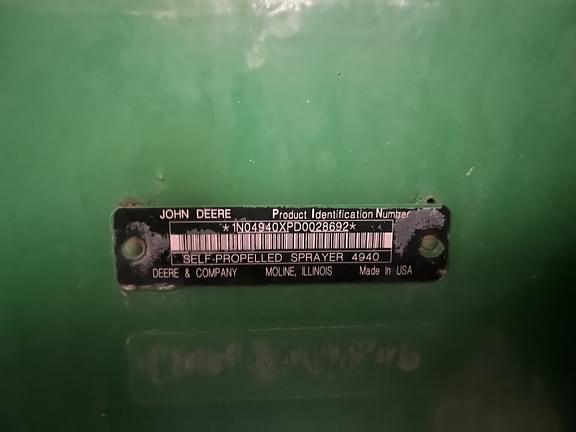 JOHN DEERE Product Identification Number
*1N04940XPD0028692*
SELF-PROPELLED SPRAYER 4940
DEERE & COMPANY MOLINE, ILLINOIS Made In USA